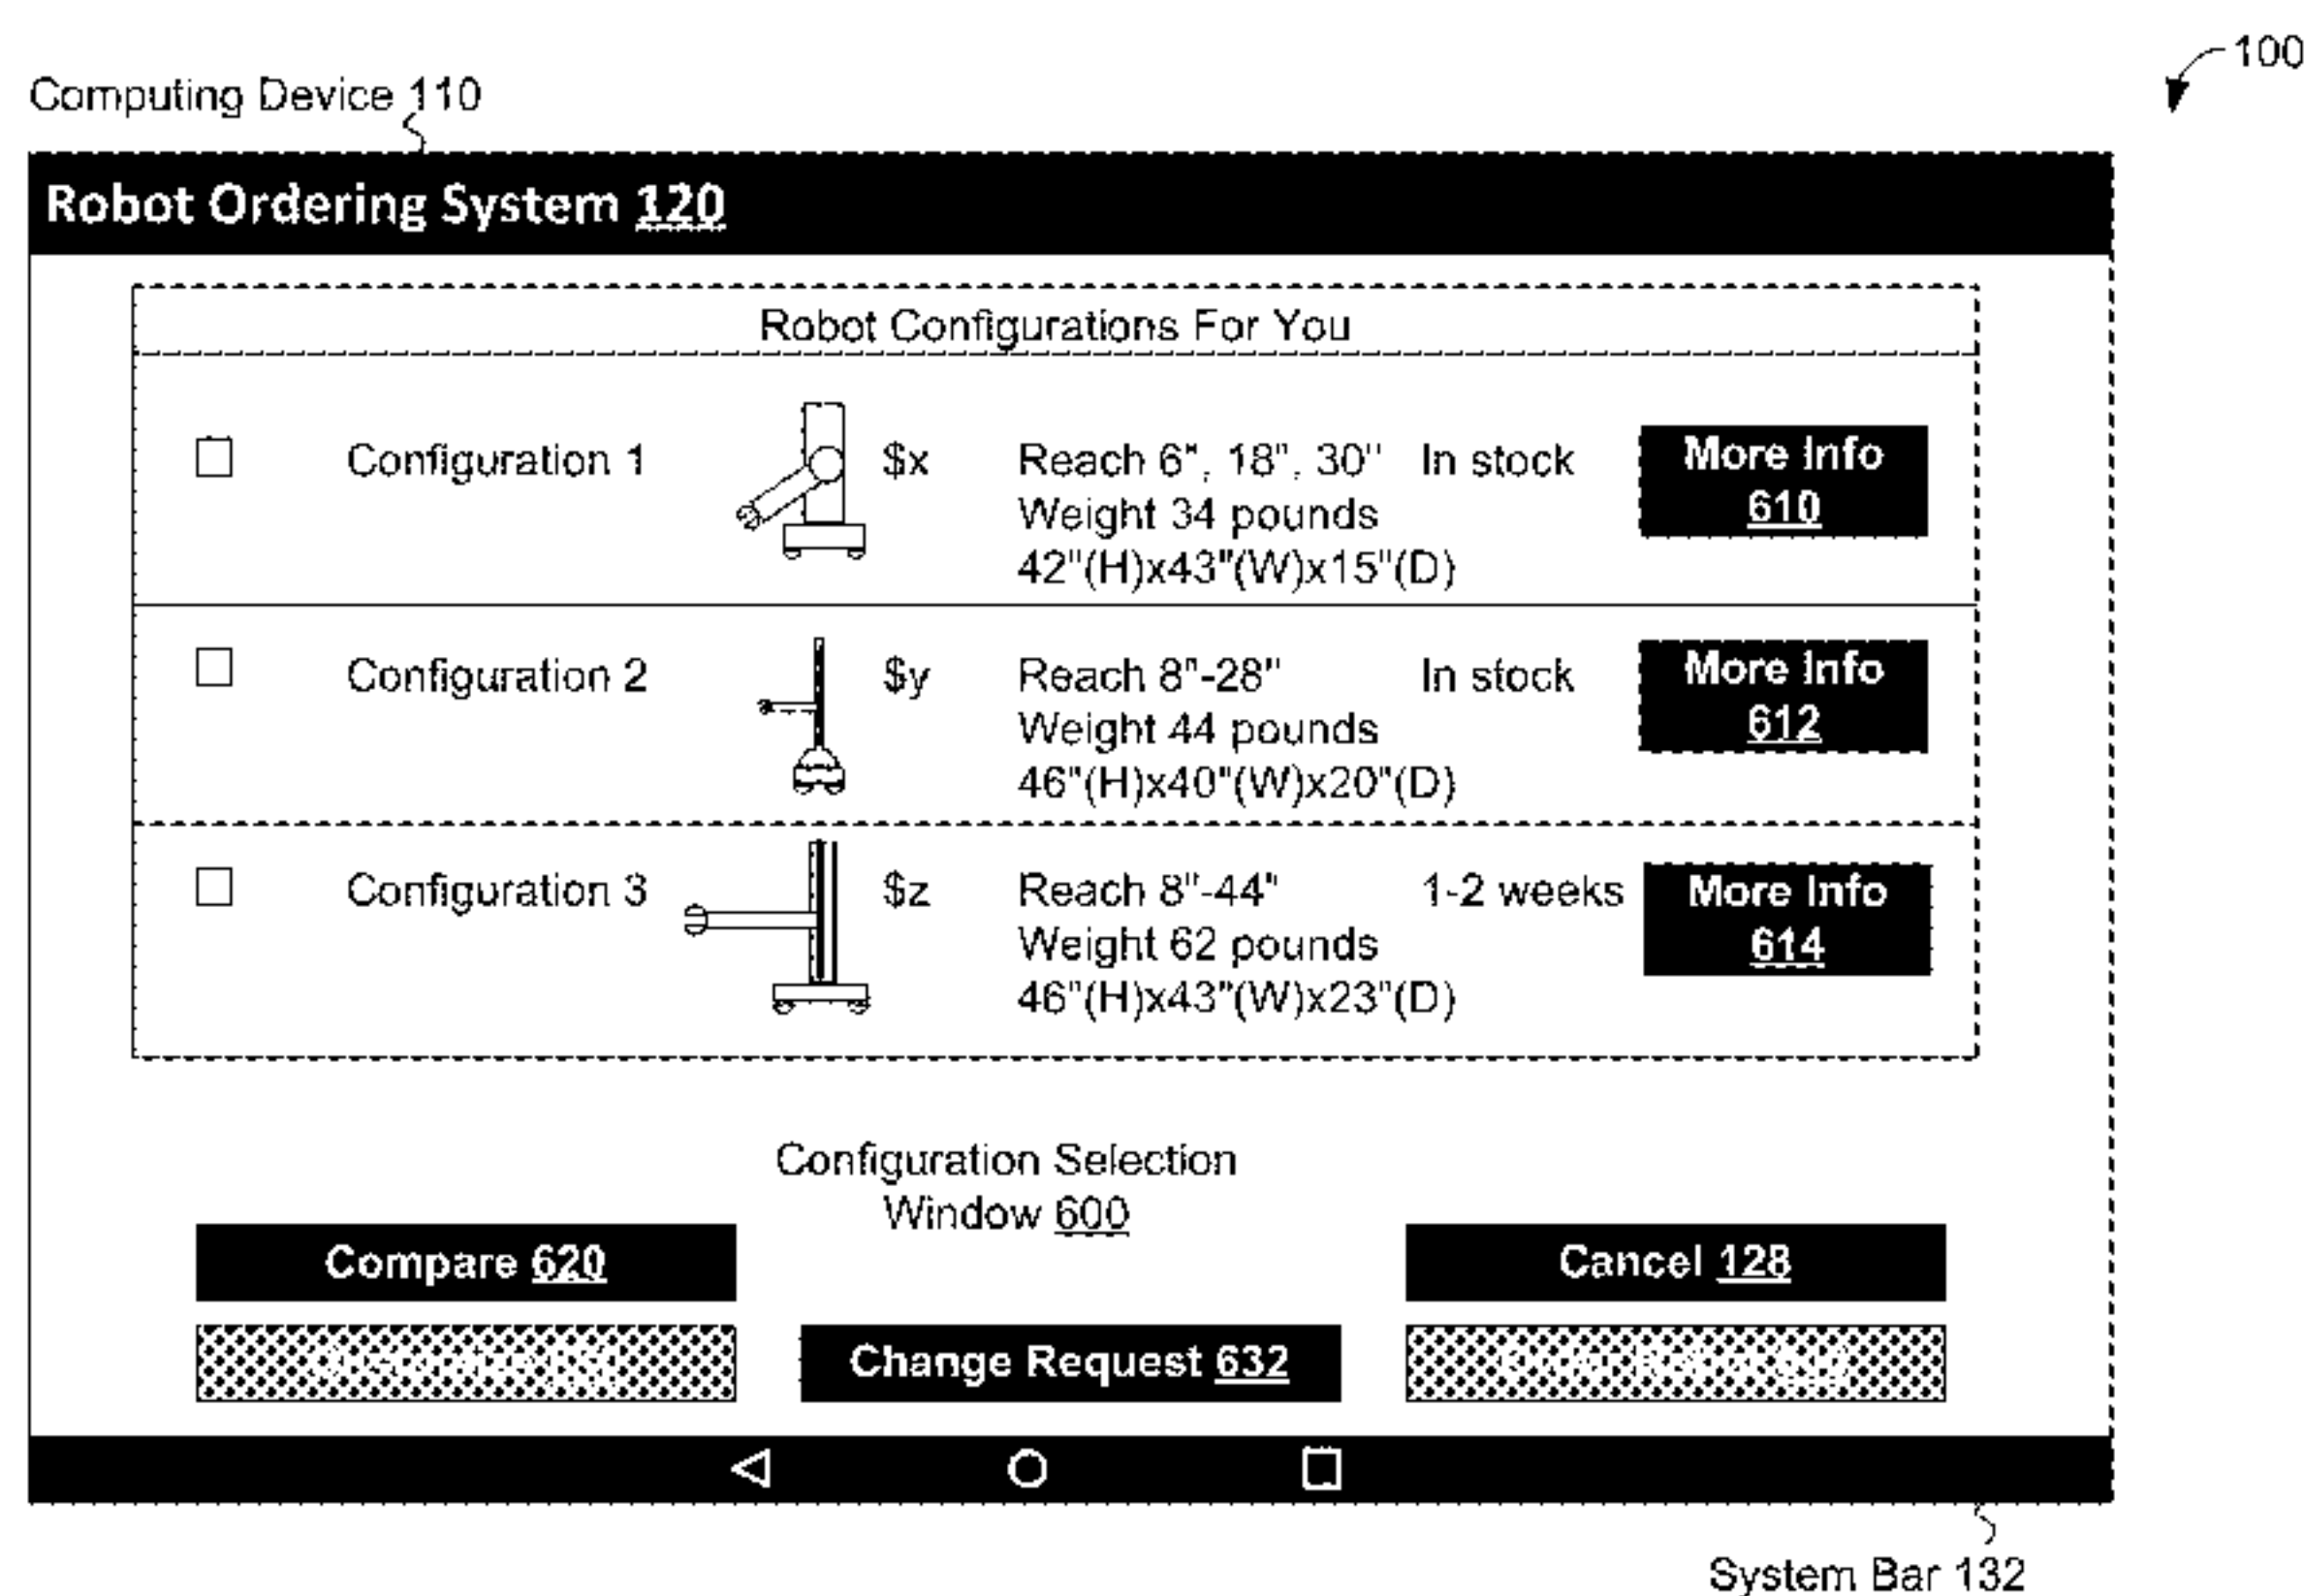 100
Computing Device 110
Robot Ordering System 120
Robot Configurations For You
Configuration 1 $x Reach 6", 18", 30" In stock More Info
Weight 34 pounds 610
42"(H)x43"(W)x15"(D)
Configuration 2 $y Reach 8"-28" In stock More Info
Weight 44 pounds 612
46"(H)x40"(W)x20"(D)
Configuration 3 $z Reach 8"-44" 1-2 weeks More Info
Weight 62 pounds 614
46"(H)x43"(W)x23"(D)
Configuration Selection
Window 600
Compare 620 Cancel 128
Change Request 632
System Bar 132